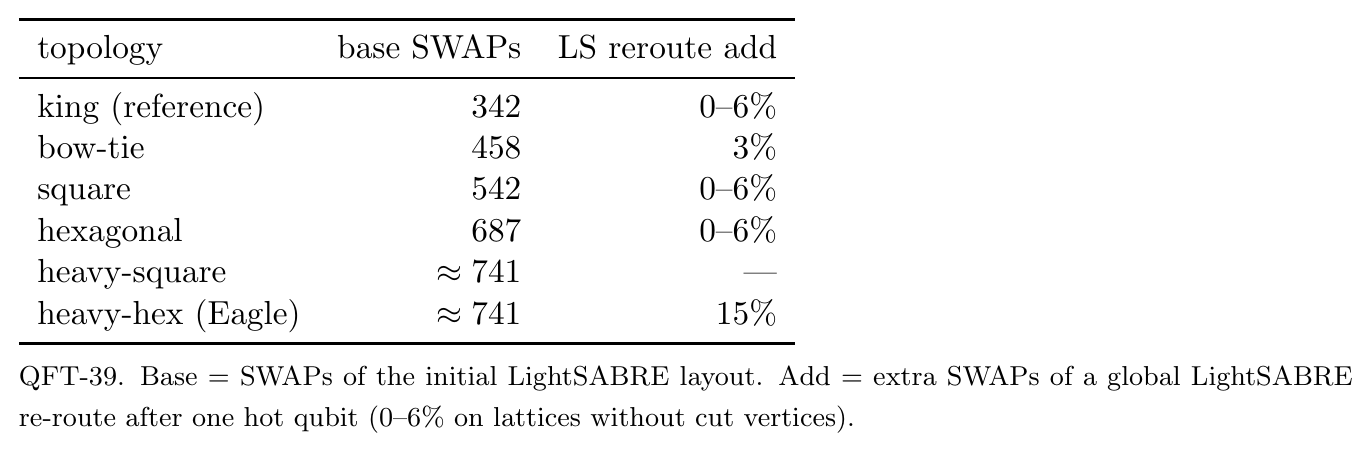 topology base SWAPs LS reroute add
king (reference) 342 0–6%
bow-tie 458 3%
square 542 0–6%
hexagonal 687 0–6%
heavy-square ≈ 741 —
heavy-hex (Eagle) ≈ 741 15%
QFT-39. Base = SWAPs of the initial LightSABRE layout. Add = extra SWAPs of a global LightSABRE
re-route after one hot qubit (0–6% on lattices without cut vertices).